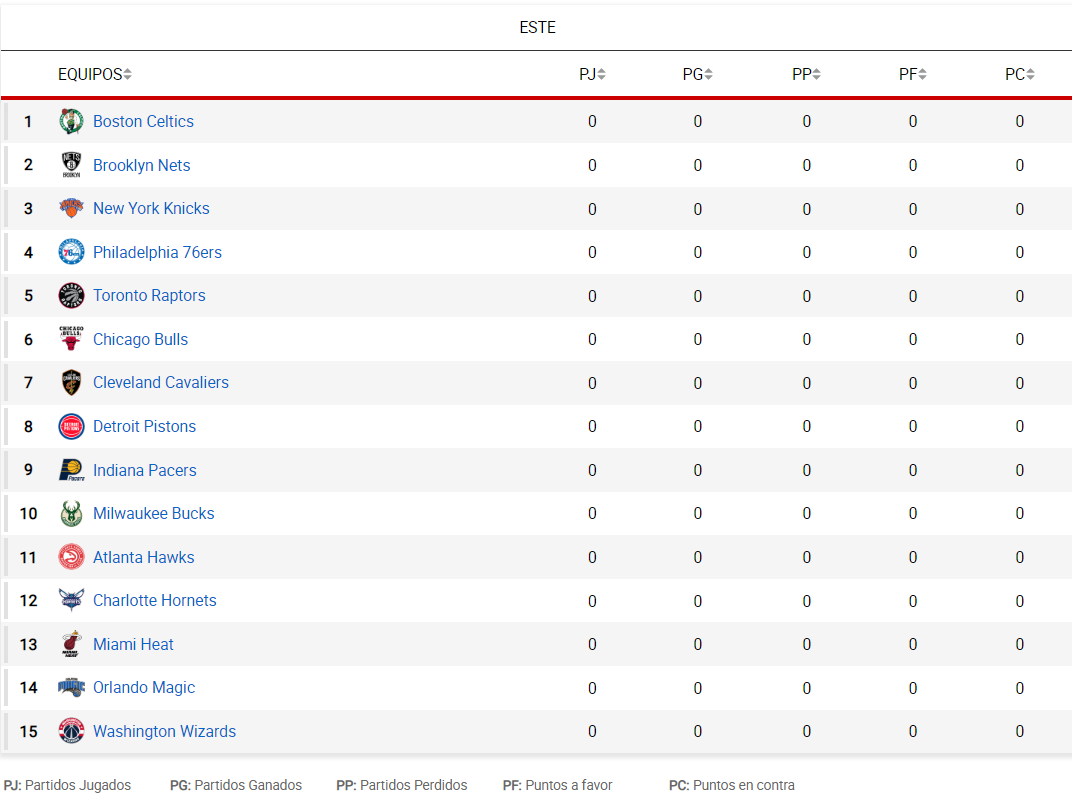 ESTE
EQUIPOS PJ PG PP PF PC
1 Boston Celtics 0 0 0 0 0
2 Brooklyn Nets 0 0 0 0 0
3 New York Knicks 0 0 0 0 0
4 Philadelphia 76ers 0 0 0 0 0
5 Toronto Raptors 0 0 0 0 0
6 Chicago Bulls 0 0 0 0 0
7 Cleveland Cavaliers 0 0 0 0 0
8 Detroit Pistons 0 0 0 0 0
9 Indiana Pacers 0 0 0 0 0
10 Milwaukee Bucks 0 0 0 0 0
11 Atlanta Hawks 0 0 0 0 0
12 Charlotte Hornets 0 0 0 0 0
13 Miami Heat 0 0 0 0 0
14 Orlando Magic 0 0 0 0 0
15 Washington Wizards 0 0 0 0 0
PJ: Partidos Jugados PG: Partidos Ganados PP: Partidos Perdidos PF: Puntos a favor PC: Puntos en contra